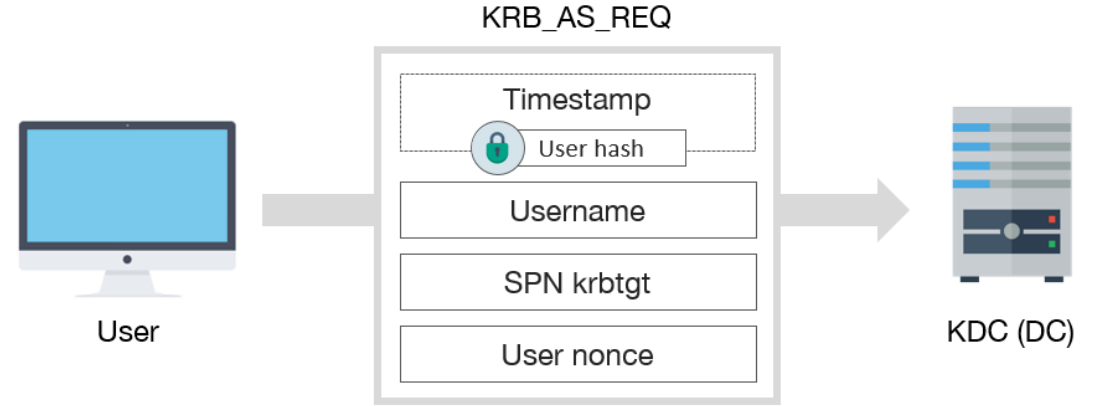 KRB_AS_REQ
Timestamp
User hash
Username
SPN krbtgt
User nonce
User
KDC (DC)